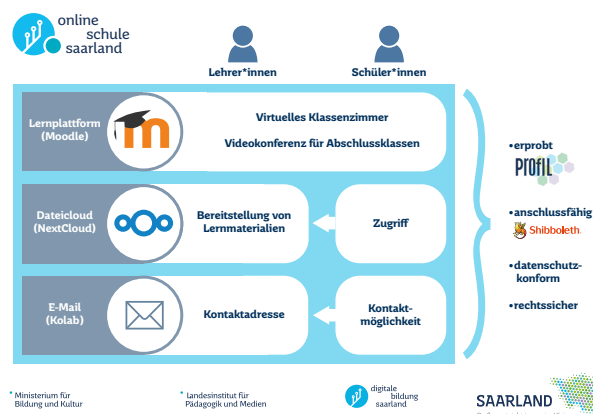 online
schule
saarland
Lehrer*innen
Schüler*innen
Lernplattform
(Moodle)
m
Virtuelles Klassenzimmer
Videokonferenz für Abschlussklassen
Dateicloud
(NextCloud)
Bereitstellung von
Lernmaterialien
Zugriff
E-Mail
(Kolab)
Kontaktadresse
Kontakt-
möglichkeit
•erprobt
PROfIL
•anschlussfähig
Shibboleth.
•datenschutz-
konform
•rechtssicher
* Ministerium für
Bildung und Kultur
* Landesinstitut für
Pädagogik und Medien
digitale
bildung
saarland
SAARLAND